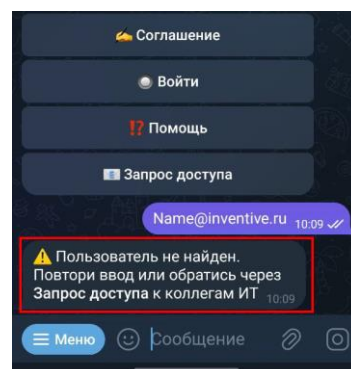 ✍️ Соглашение
🔘 Войти
⁉️ Помощь
📧 Запрос доступа
Name@inventive.ru 10:09
⚠️ Пользователь не найден.
Повтори ввод или обратись через
Запрос доступа к коллегам ИТ 10:09
Меню
Сообщение